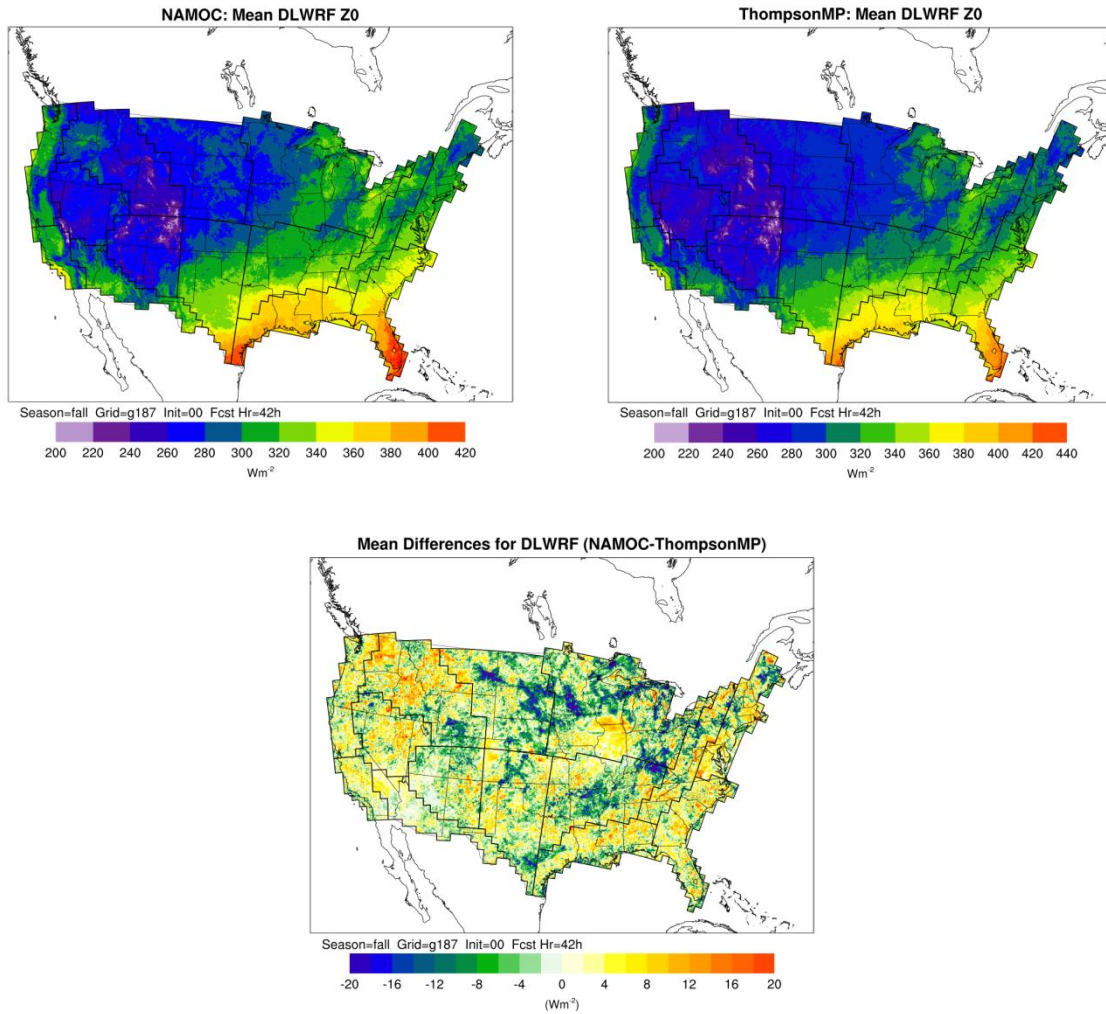 NAMOC: Mean DLWRF Z0
Season=fall Grid=g187 Init=00 Fcst Hr=42h
200 220 240 260 280 300 320 340 360 380 400 420
Wm-2
ThompsonMP: Mean DLWRF Z0
Season=fall Grid=g187 Init=00 Fcst Hr=42h
200 220 240 260 280 300 320 340 360 380 400 420 440
Wm-2
Mean Differences for DLWRF (NAMOC-ThompsonMP)
Season=fall Grid=g187 Init=00 Fcst Hr=42h
-20 -16 -12 -8 -4 0 4 8 12 16 20
(Wm-2)